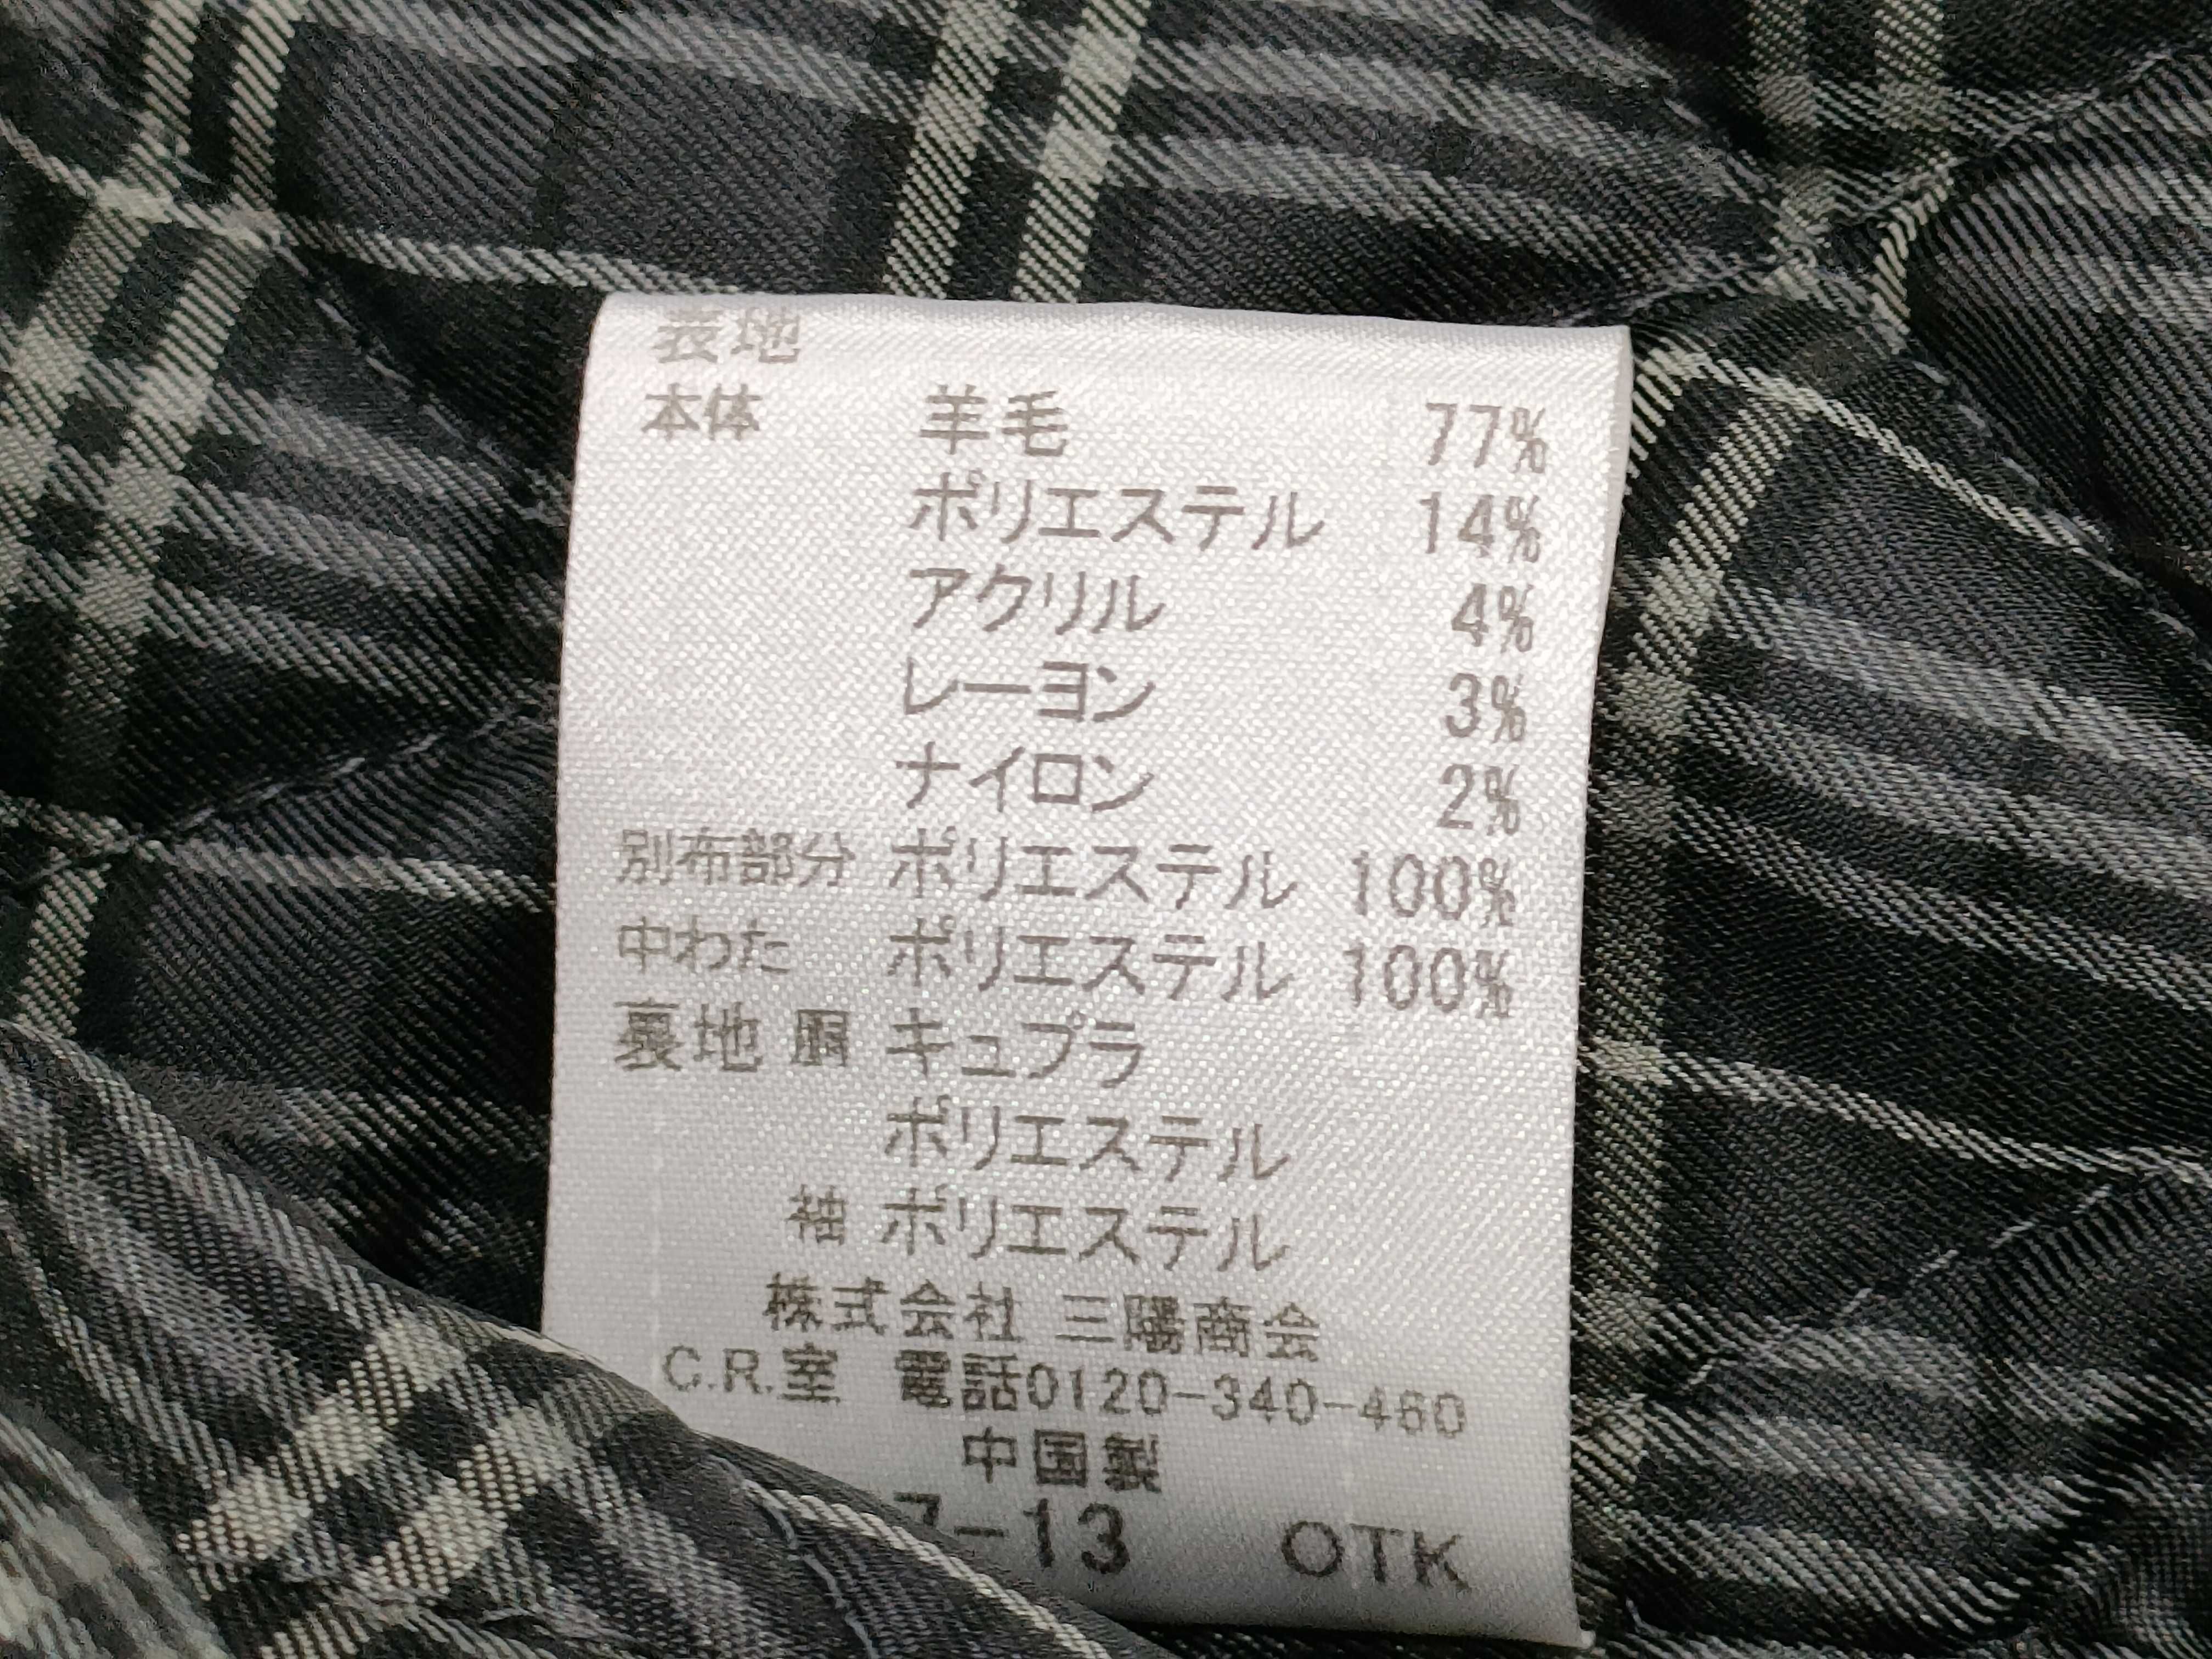 表地
本体 羊毛 77%
ポリエステル 14%
アクリル 4%
レーヨン 3%
ナイロン 2%
別布部分 ポリエステル 100%
中わた ポリエステル 100%
裏地 胴 キュプラ
ポリエステル
袖 ポリエステル
株式会社 三陽商会
C.R.室 電話0120-340-460
中国製
7-13 OTK